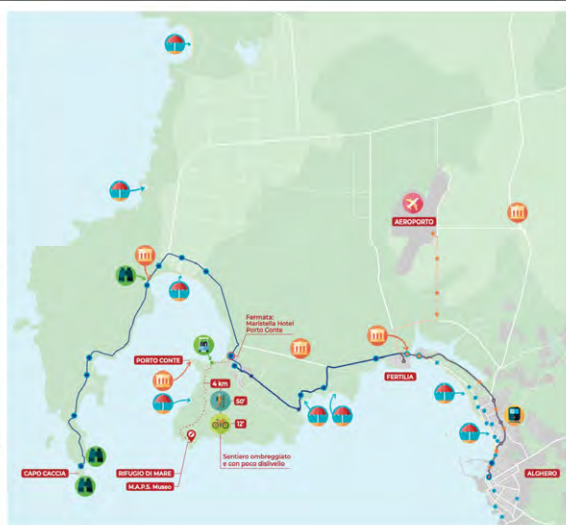 AEROPORTO
Fermata:
Maristella Hotel
Porto Conte
PORTO CONTE
FERTILIA
4 km
50'
12'
Sentiero ombreggiato
e con poco dislivello
CAPO CACCIA
RIFUGIO DI MARE
M.A.P.S. Museo
ALGHERO